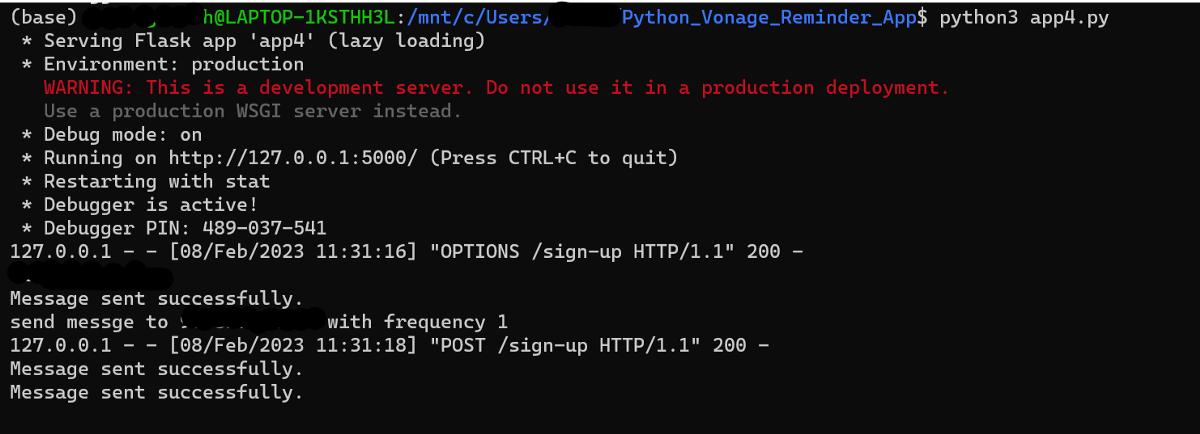 (base) h@LAPTOP-1KSTHH3L:/mnt/c/Users/ Python_Vonage_Reminder_App$ python3 app4.py
* Serving Flask app 'app4' (lazy loading)
* Environment: production
WARNING: This is a development server. Do not use it in a production deployment.
Use a production WSGI server instead.
* Debug mode: on
* Running on http://127.0.0.1:5000/ (Press CTRL+C to quit)
* Restarting with stat
* Debugger is active!
* Debugger PIN: 489-037-541
127.0.0.1 - - [08/Feb/2023 11:31:16] "OPTIONS /sign-up HTTP/1.1" 200 -
Message sent successfully.
send messge to with frequency 1
127.0.0.1 - - [08/Feb/2023 11:31:18] "POST /sign-up HTTP/1.1" 200 -
Message sent successfully.
Message sent successfully.